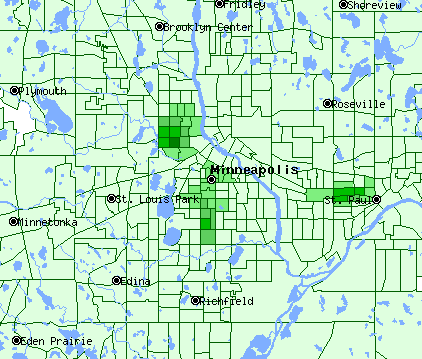 Fridley
Shoreview
Brooklyn Center
Plymouth
Roseville
Minneapolis
St. Louis Park
St. Paul
Minnetonka
Edina
Richfield
Eden Prairie